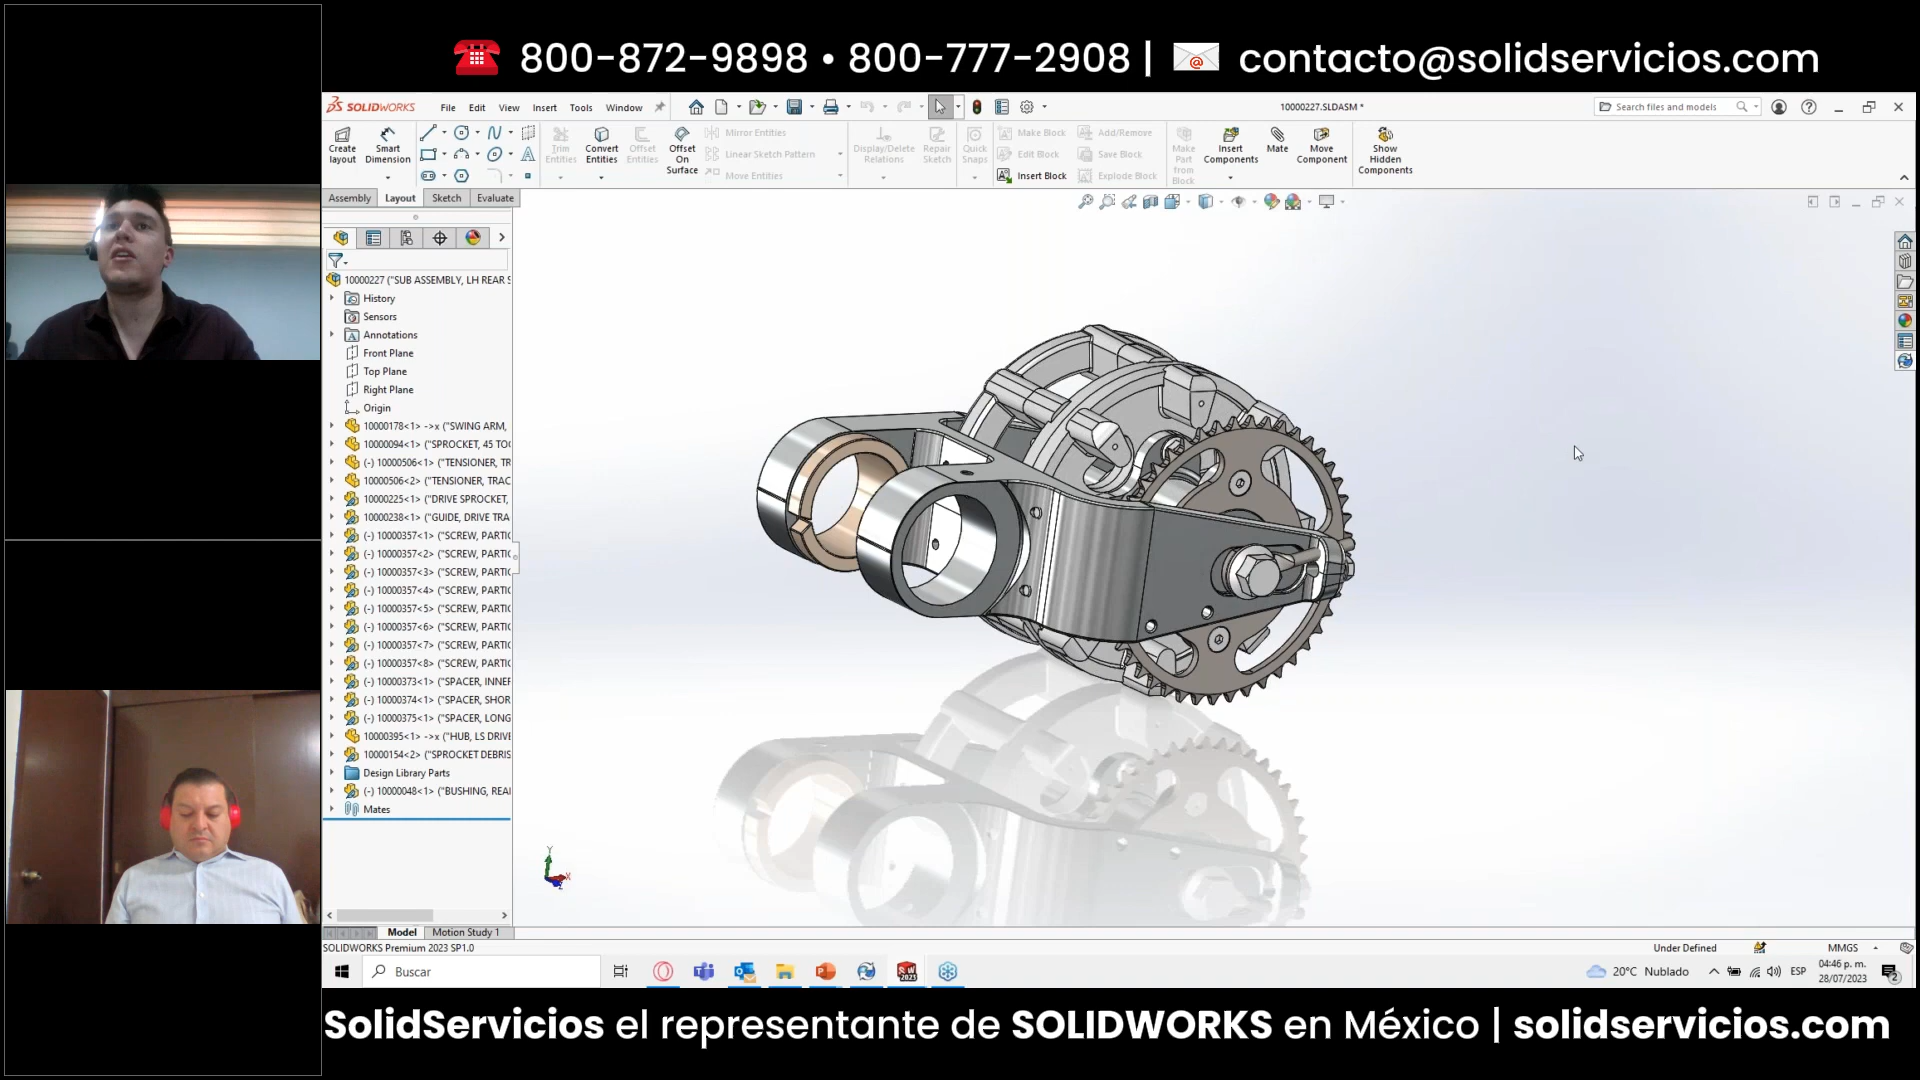 800-872-9898 • 800-777-2908 | contacto@solidservicios.com
SOLIDWORKS File Edit View Insert Tools Window 10000227.SLDASM * Search files and models
Create layout Smart Dimension Trim Entities Convert Entities Offset Entities Offset On Surface Mirror Entities Linear Sketch Pattern Move Entities Display/Delete Relations Repair Sketch Quick Snaps Make Block Edit Block Insert Block Add/Remove Save Block Explode Block Make Part from Block Insert Components Mate Move Component Show Hidden Components
Assembly Layout Sketch Evaluate
10000227 ("SUB ASSEMBLY, LH REAR S
History
Sensors
Annotations
Front Plane
Top Plane
Right Plane
Origin
10000178<1> ->x ("SWING ARM,
10000094<1> ("SPROCKET, 45 TOO
(-) 10000506<1> ("TENSIONER, TR
10000506<2> ("TENSIONER, TRAC
10000225<1> ("DRIVE SPROCKET,
10000238<1> ("GUIDE, DRIVE TRA
(-) 10000357<1> ("SCREW, PARTIC
(-) 10000357<2> ("SCREW, PARTIC
(-) 10000357<3> ("SCREW, PARTIC
(-) 10000357<4> ("SCREW, PARTIC
(-) 10000357<5> ("SCREW, PARTIC
(-) 10000357<6> ("SCREW, PARTIC
(-) 10000357<7> ("SCREW, PARTIC
(-) 10000357<8> ("SCREW, PARTIC
(-) 10000373<1> ("SPACER, INNER
(-) 10000374<1> ("SPACER, SHOR
(-) 10000375<1> ("SPACER, LONG
(-) 10000395<1> ->x ("HUB, LS DRIVE
10000154<2> ("SPROCKET DEBRIS
Design Library Parts
(-) 10000048<1> ("BUSHING, REAR
Mates
Y
X
Model Motion Study 1
SOLIDWORKS Premium 2023 SP1.0 Under Defined MMGS
Buscar 20°C Nublado ESP 04:46 p. m.
28/07/2023 2
SolidServicios el representante de SOLIDWORKS en México | solidservicios.com